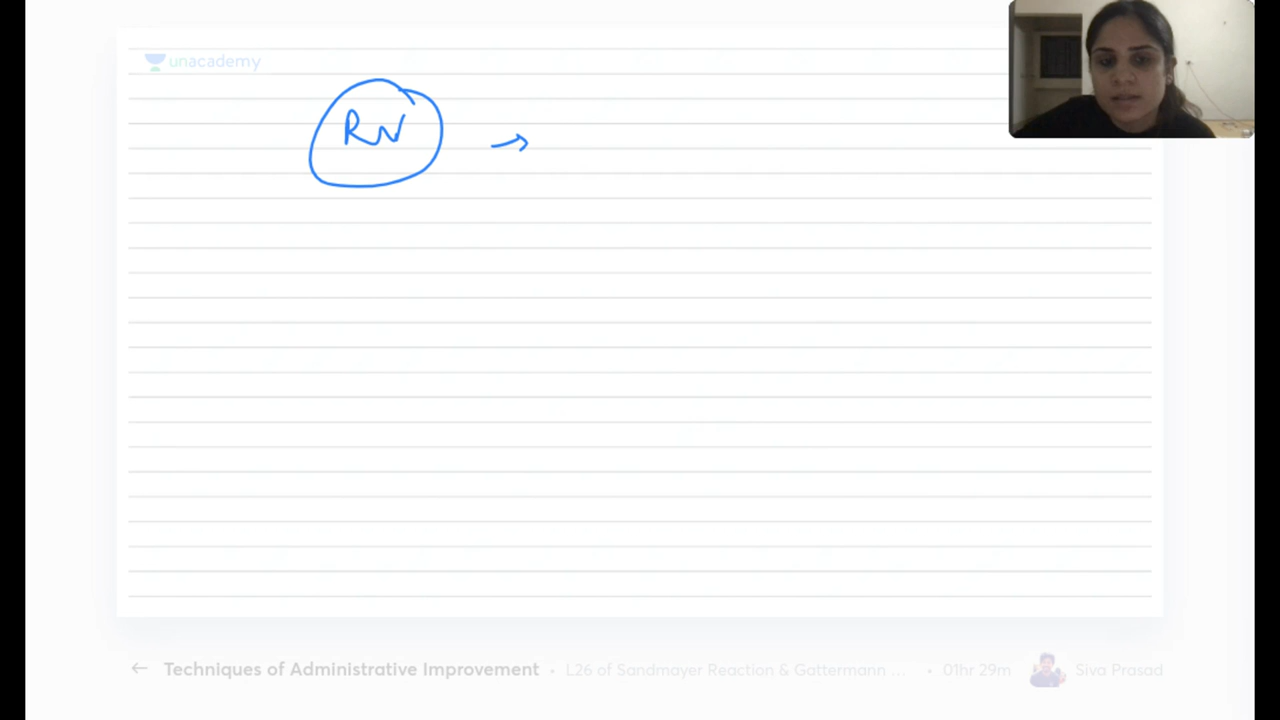 unacademy
RN →
← Techniques of Administrative Improvement • L26 of Sandmayer Reaction & Gattermann ... • 01hr 29m Siva Prasad